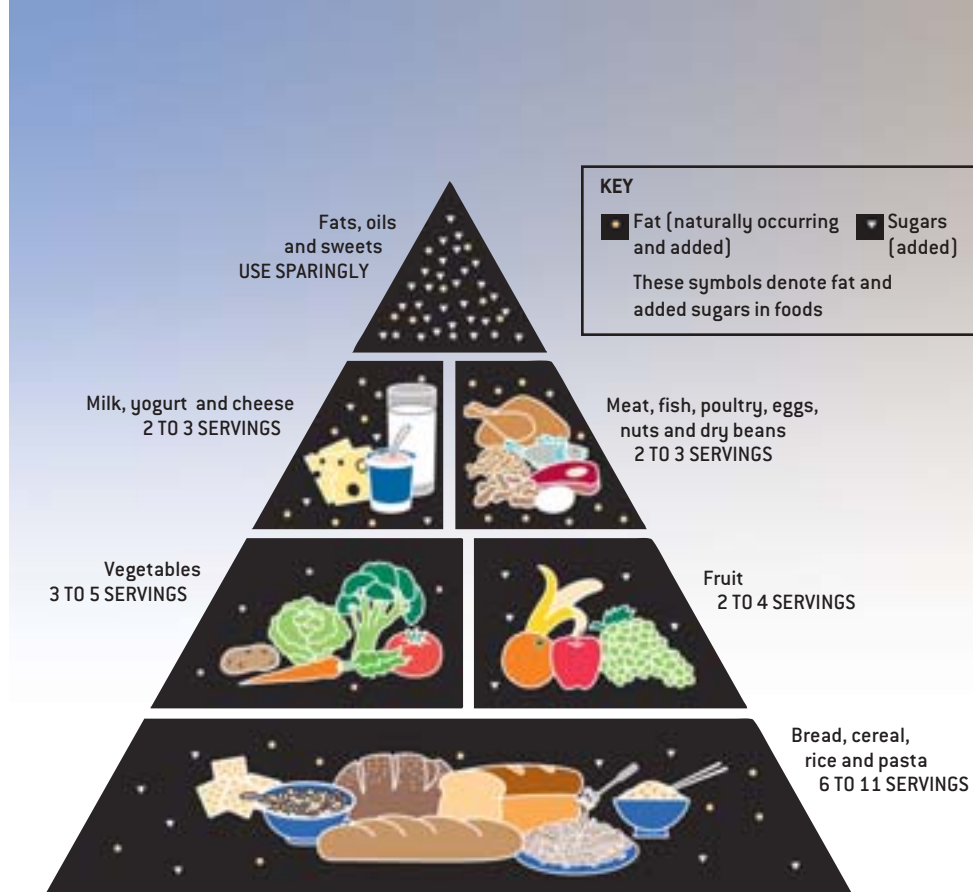 KEY
Fat (naturally occurring
and added)
Sugars
(added)
These symbols denote fat and
added sugars in foods
Fats, oils
and sweets
USE SPARINGLY
Milk, yogurt and cheese
2 TO 3 SERVINGS
Meat, fish, poultry, eggs,
nuts and dry beans
2 TO 3 SERVINGS
Vegetables
3 TO 5 SERVINGS
Fruit
2 TO 4 SERVINGS
Bread, cereal,
rice and pasta
6 TO 11 SERVINGS